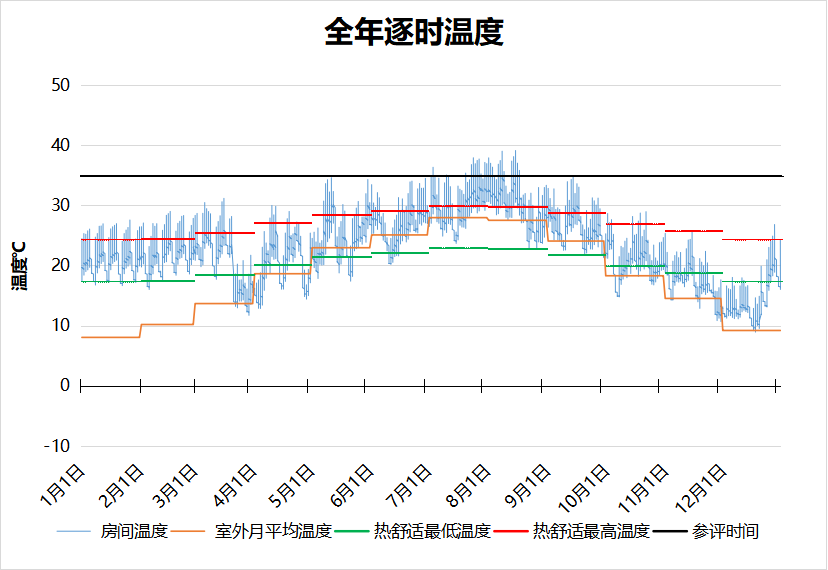 全年逐时温度
50
40
30
20
10
0
-10
温度℃
1月1日
2月1日
3月1日
4月1日
5月1日
6月1日
7月1日
8月1日
9月1日
10月1日
11月1日
12月1日
房间温度 室外月平均温度 热舒适最低温度 热舒适最高温度 参评时间